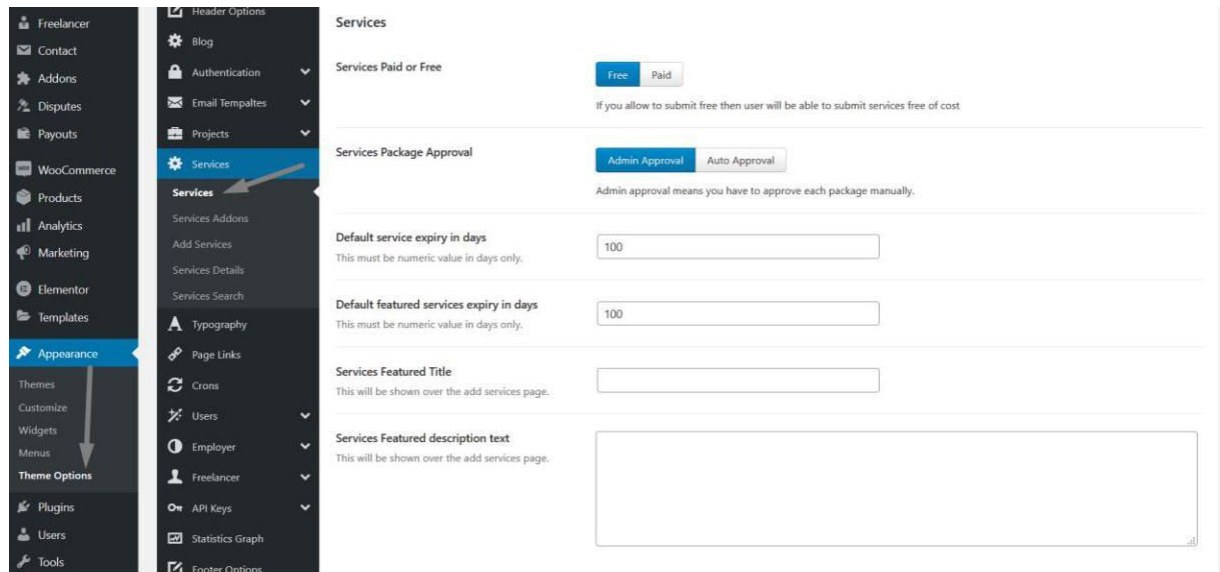 Freelancer
Contact
Addons
Disputes
Payouts
WooCommerce
Products
Analytics
Marketing
Elementor
Templates
Appearance
Themes
Customize
Widgets
Menus
Theme Options
Plugins
Users
Tools
Header Options
Blog
Authentication
Email Tempaltes
Projects
Services
Services
Services Addons
Add Services
Services Details
Services Search
Typography
Page Links
Crons
Users
Employer
Freelancer
API Keys
Statistics Graph
Footer Options
Services
Services Paid or Free
Free Paid
If you allow to submit free then user will be able to submit services free of cost
Services Package Approval
Admin Approval Auto Approval
Admin approval means you have to approve each package manually.
Default service expiry in days
This must be numeric value in days only.
100
Default featured services expiry in days
This must be numeric value in days only.
100
Services Featured Title
This will be shown over the add services page.
Services Featured description text
This will be shown over the add services page.